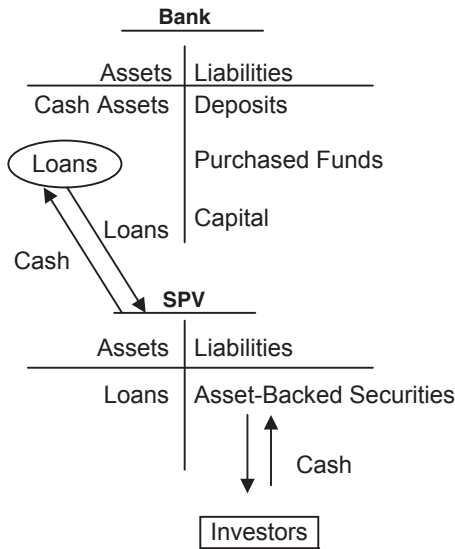 Bank
Assets Liabilities
Cash Assets Deposits
Loans Purchased Funds
Loans Capital
Cash
SPV
Assets Liabilities
Loans Asset-Backed Securities
Cash
Investors